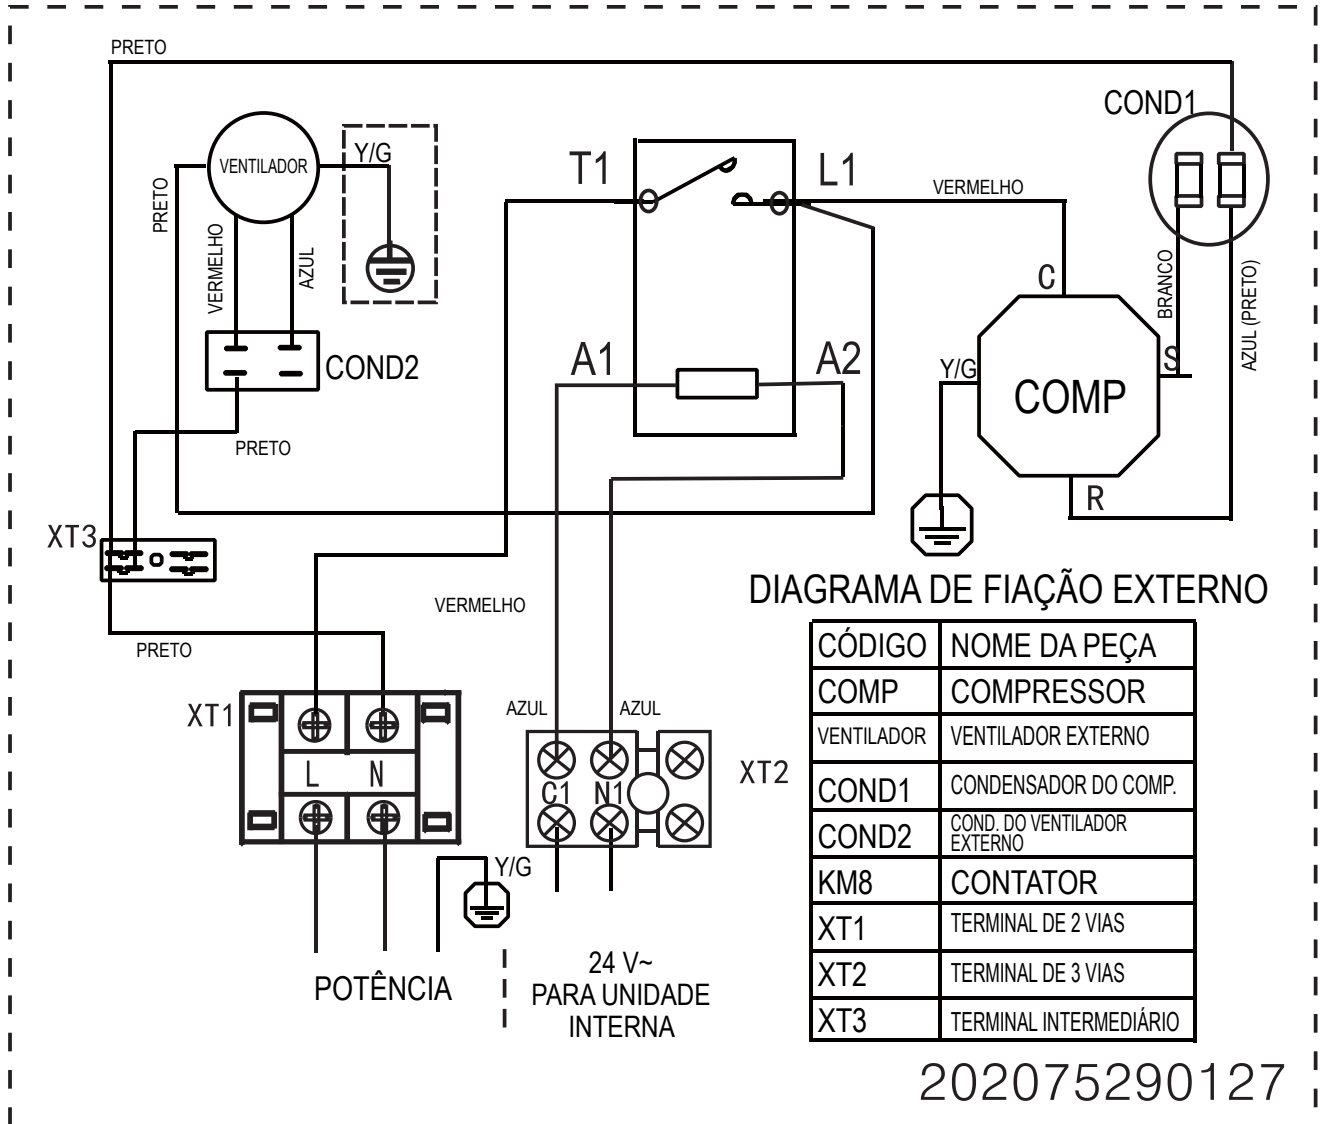 PRETO
COND1
VENTILADOR
Y/G
T1
L1
VERMELHO
PRETO
VERMELHO
AZUL
BRANCO
AZUL (PRETO)
C
S
COND2
A1
A2
Y/G
COMP
PRETO
R
XT3
VERMELHO
PRETO
DIAGRAMA DE FIAÇÃO EXTERNO
CÓDIGO NOME DA PEÇA
COMP COMPRESSOR
VENTILADOR VENTILADOR EXTERNO
COND1 CONDENSADOR DO COMP.
COND2 COND. DO VENTILADOR
EXTERNO
KM8 CONTATOR
XT1 TERMINAL DE 2 VIAS
XT2 TERMINAL DE 3 VIAS
XT3 TERMINAL INTERMEDIÁRIO
XT1
L N
AZUL AZUL
XT2
C1 N1
Y/G
POTÊNCIA
24 V~
PARA UNIDADE
INTERNA
202075290127